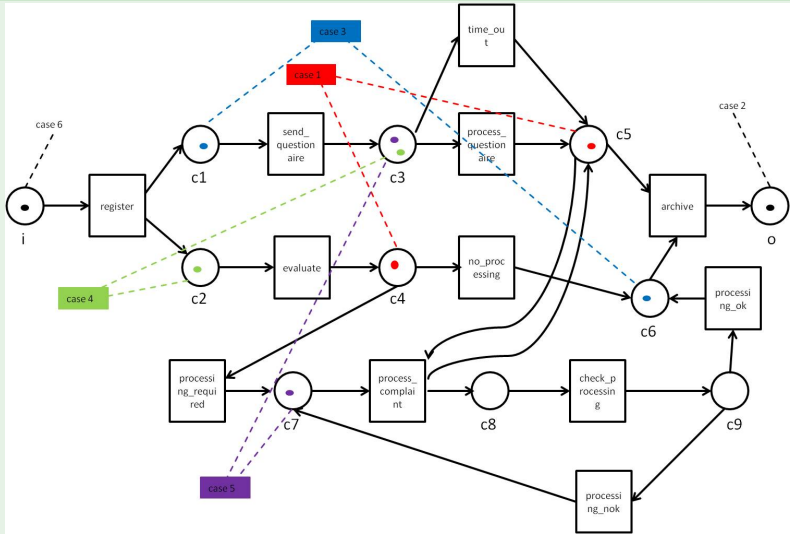 time_ou
t
case 3
case 1
case 2
case 6
c5
send_
question
aire
process_
questionn
aire
c1
c3
register
archive
i
o
c2
evaluate
c4
no_proc
essing
c6
case 4
processi
ng_ok
processi
ng_requi
red
process_
complai
nt
check_p
rocessin
g
c7
c8
c9
case 5
processi
ng_nok